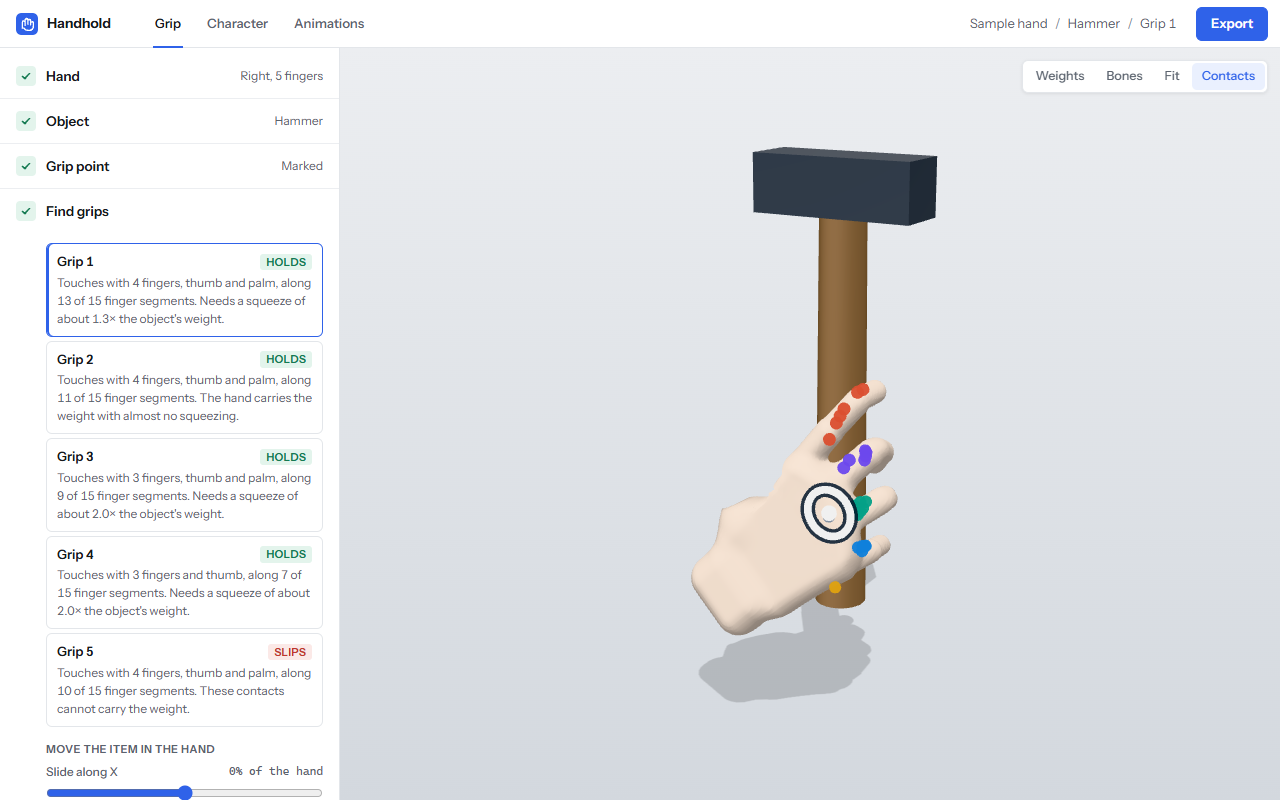 Handhold
Grip
Character
Animations
Sample hand / Hammer / Grip 1
Export
Hand
Right, 5 fingers
Object
Hammer
Grip point
Marked
Find grips
Grip 1
HOLDS
Touches with 4 fingers, thumb and palm, along
13 of 15 finger segments. Needs a squeeze of
about 1.3× the object's weight.
Grip 2
HOLDS
Touches with 4 fingers, thumb and palm, along
11 of 15 finger segments. The hand carries the
weight with almost no squeezing.
Grip 3
HOLDS
Touches with 3 fingers, thumb and palm, along
9 of 15 finger segments. Needs a squeeze of
about 2.0× the object's weight.
Grip 4
HOLDS
Touches with 3 fingers and thumb, along 7 of
15 finger segments. Needs a squeeze of about
2.0× the object's weight.
Grip 5
SLIPS
Touches with 4 fingers, thumb and palm, along
10 of 15 finger segments. These contacts
cannot carry the weight.
MOVE THE ITEM IN THE HAND
Slide along X
0% of the hand
Weights
Bones
Fit
Contacts